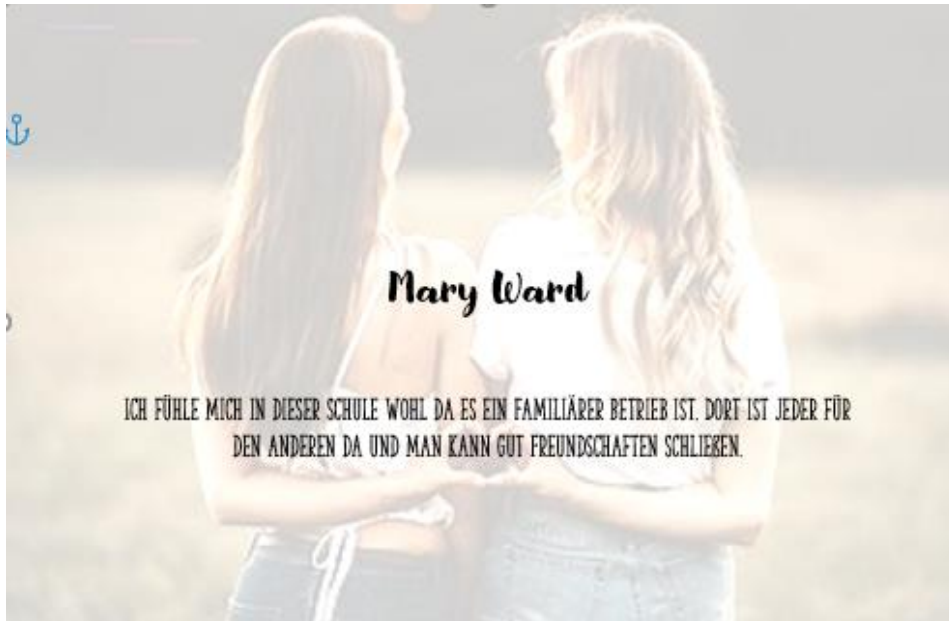 Mary Ward
ICH FÜHLE MICH IN DIESER SCHULE WOHL DA ES EIN FAMILIÄRER BETRIEB IST. DORT IST JEDER FÜR
DEN ANDEREN DA UND MAN KANN GUT FREUNDSCHAFTEN SCHLIEßEN.